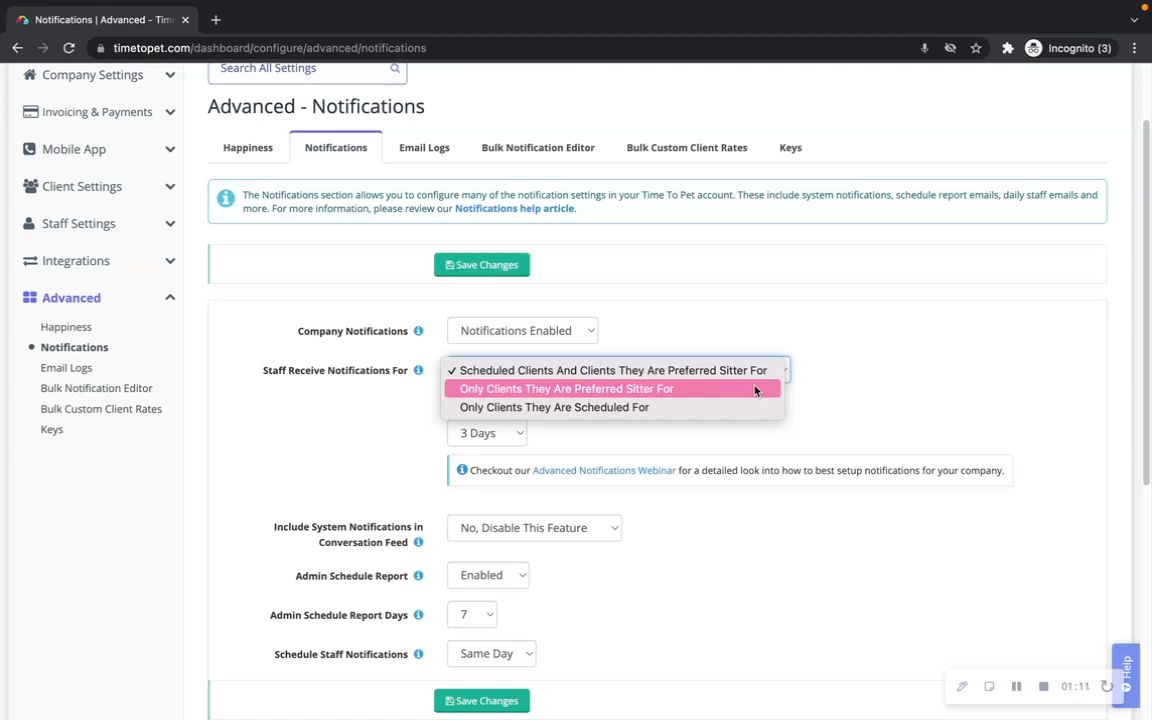 Notifications | Advanced - Tim
timetopet.com/dashboard/configure/advanced/notifications
Incognito (3)
Company Settings
Invoicing & Payments
Mobile App
Client Settings
Staff Settings
Integrations
Advanced
Happiness
Notifications
Email Logs
Bulk Notification Editor
Bulk Custom Client Rates
Keys
Search All Settings
Advanced - Notifications
Happiness Notifications Email Logs Bulk Notification Editor Bulk Custom Client Rates Keys
The Notifications section allows you to configure many of the notification settings in your Time To Pet account. These include system notifications, schedule report emails, daily staff emails and
more. For more information, please review our Notifications help article.
Save Changes
Company Notifications Notifications Enabled
Staff Receive Notifications For ✓ Scheduled Clients And Clients They Are Preferred Sitter For
Only Clients They Are Preferred Sitter For
Only Clients They Are Scheduled For
3 Days
Checkout our Advanced Notifications Webinar for a detailed look into how to best setup notifications for your company.
Include System Notifications in
Conversation Feed
No, Disable This Feature
Admin Schedule Report Enabled
Admin Schedule Report Days 7
Schedule Staff Notifications Same Day
Save Changes
Help
01:11